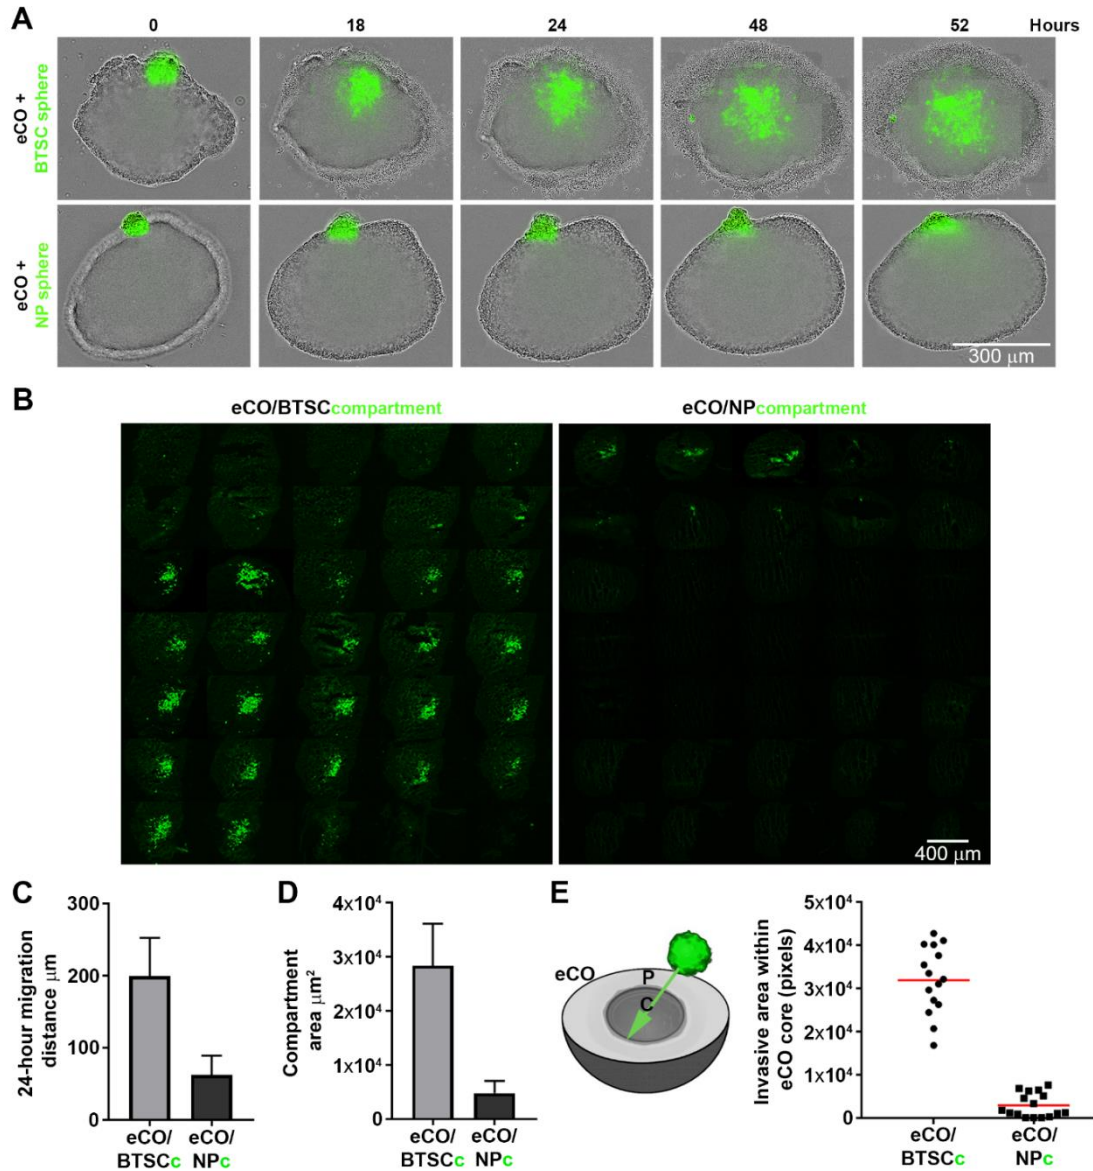 A
0 18 24 48 52 Hours
eCO +
BTSC sphere
eCO +
NP sphere
300 μm
B
eCO/BTSCcompartment
eCO/NPcompartment
400 μm
C
24-hour migration
distance μm
300
200
100
0
eCO/
BTSCc
eCO/
NPc
D
Compartment
area μm²
4x10⁴
3x10⁴
2x10⁴
1x10⁴
0
eCO/
BTSCc
eCO/
NPc
E
eCO
P
C
Invasive area within
eCO core (pixels)
5x10⁴
4x10⁴
3x10⁴
2x10⁴
1x10⁴
0
eCO/
BTSCc
eCO/
NPc